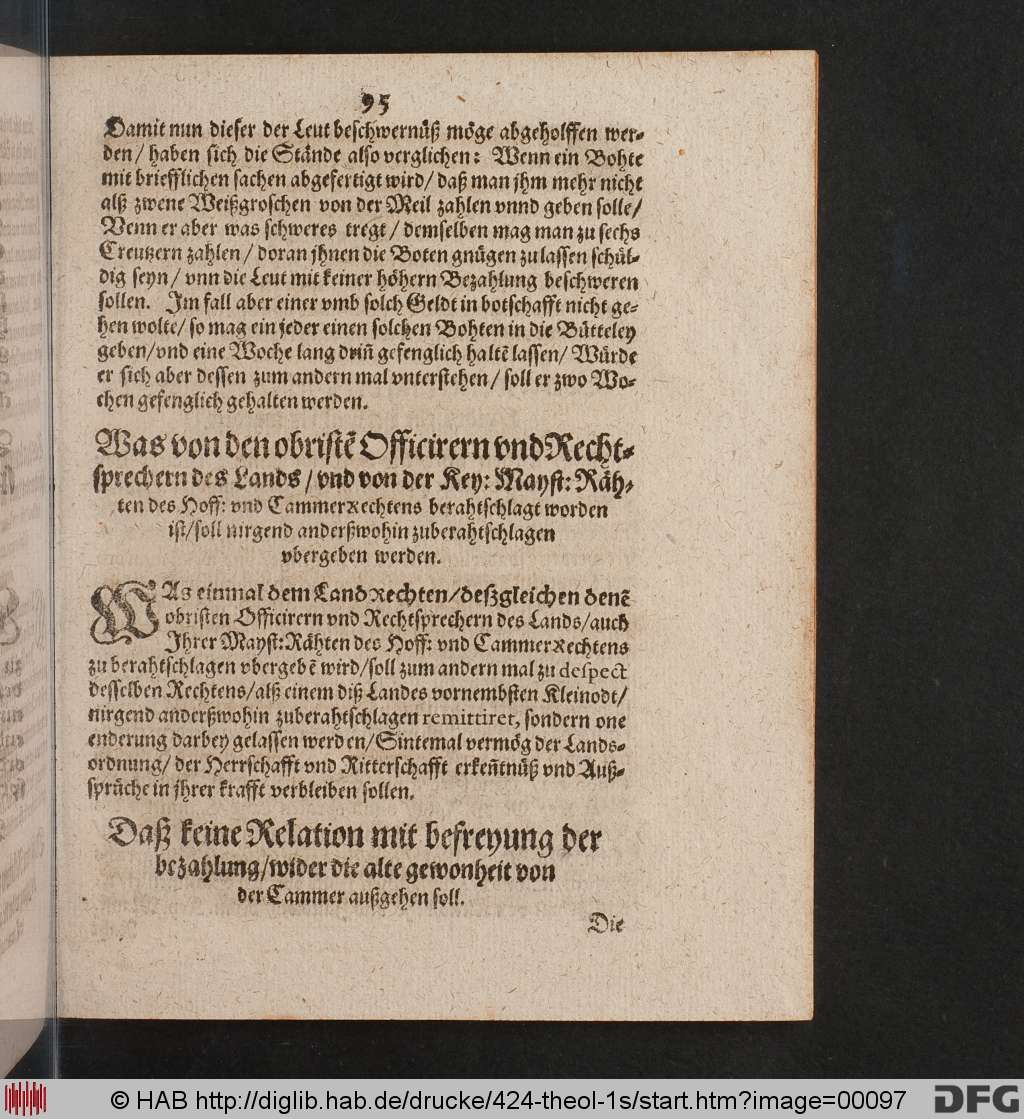 95
Damit nun dieser der Leut beschwernüß möge abgeholffen wer-
den/ haben sich die Stände also verglichen: Wenn ein Bohte
mit briefflichen sachen abgefertigt wird/ daß man jhm mehr nicht
alß zwene Weißgroschen von der Meil zahlen vnnd geben solle/
Wenn er aber was schweres tregt/ demselben mag man zu sechs
Creutzern zahlen/ doran jhnen die Boten gnügen zu lassen schül-
dig seyn/ vnn die Leut mit keiner höhern Bezahlung beschweren
sollen. Im fall aber einer vmb solch Geldt in botschafft nicht ge-
hen wolte/ so mag ein jeder einen solchen Bohten in die Bütteley
geben/ vnd eine Woche lang driñ gefenglich haltē lassen/ Würde
er sich aber dessen zum andern mal vnterstehen/ soll er zwo Wo-
chen gefenglich gehalten werden.
Was von den obristē Officirern vnd Recht-
sprechern des Lands/ vnd von der Key: Mayst: Räh-
ten des Hoff: vnd CammerRechtens berahtschlagt worden
ist/ soll nirgend anderßwohin zuberahtschlagen
vbergeben werden.
WAs einmal dem LandRechten/ deßgleichen denē
obristen Officirern vnd Rechtsprechern des Lands/ auch
Ihrer Mayst: Rähten des Hoff: vnd CammerRechtens
zu berahtschlagen vbergebē wird/ soll zum andern mal zu despect
desselben Rechtens/ alß einem diß Landes vornembsten Kleinodt/
nirgend anderßwohin zuberahtschlagen remittiret, sondern one
enderung darbey gelassen werden/ Sintemal vermög der Lands-
ordnung/ der Herrschafft vnd Ritterschafft erkeñtnüß vnd Auß-
sprüche in jhrer krafft verbleiben sollen.
Daß keine Relation mit befreyung der
bezahlung/ wider die alte gewonheit von
der Cammer außgehen soll.
Die
© HAB http://diglib.hab.de/drucke/424-theol-1s/start.htm?image=00097
DFG